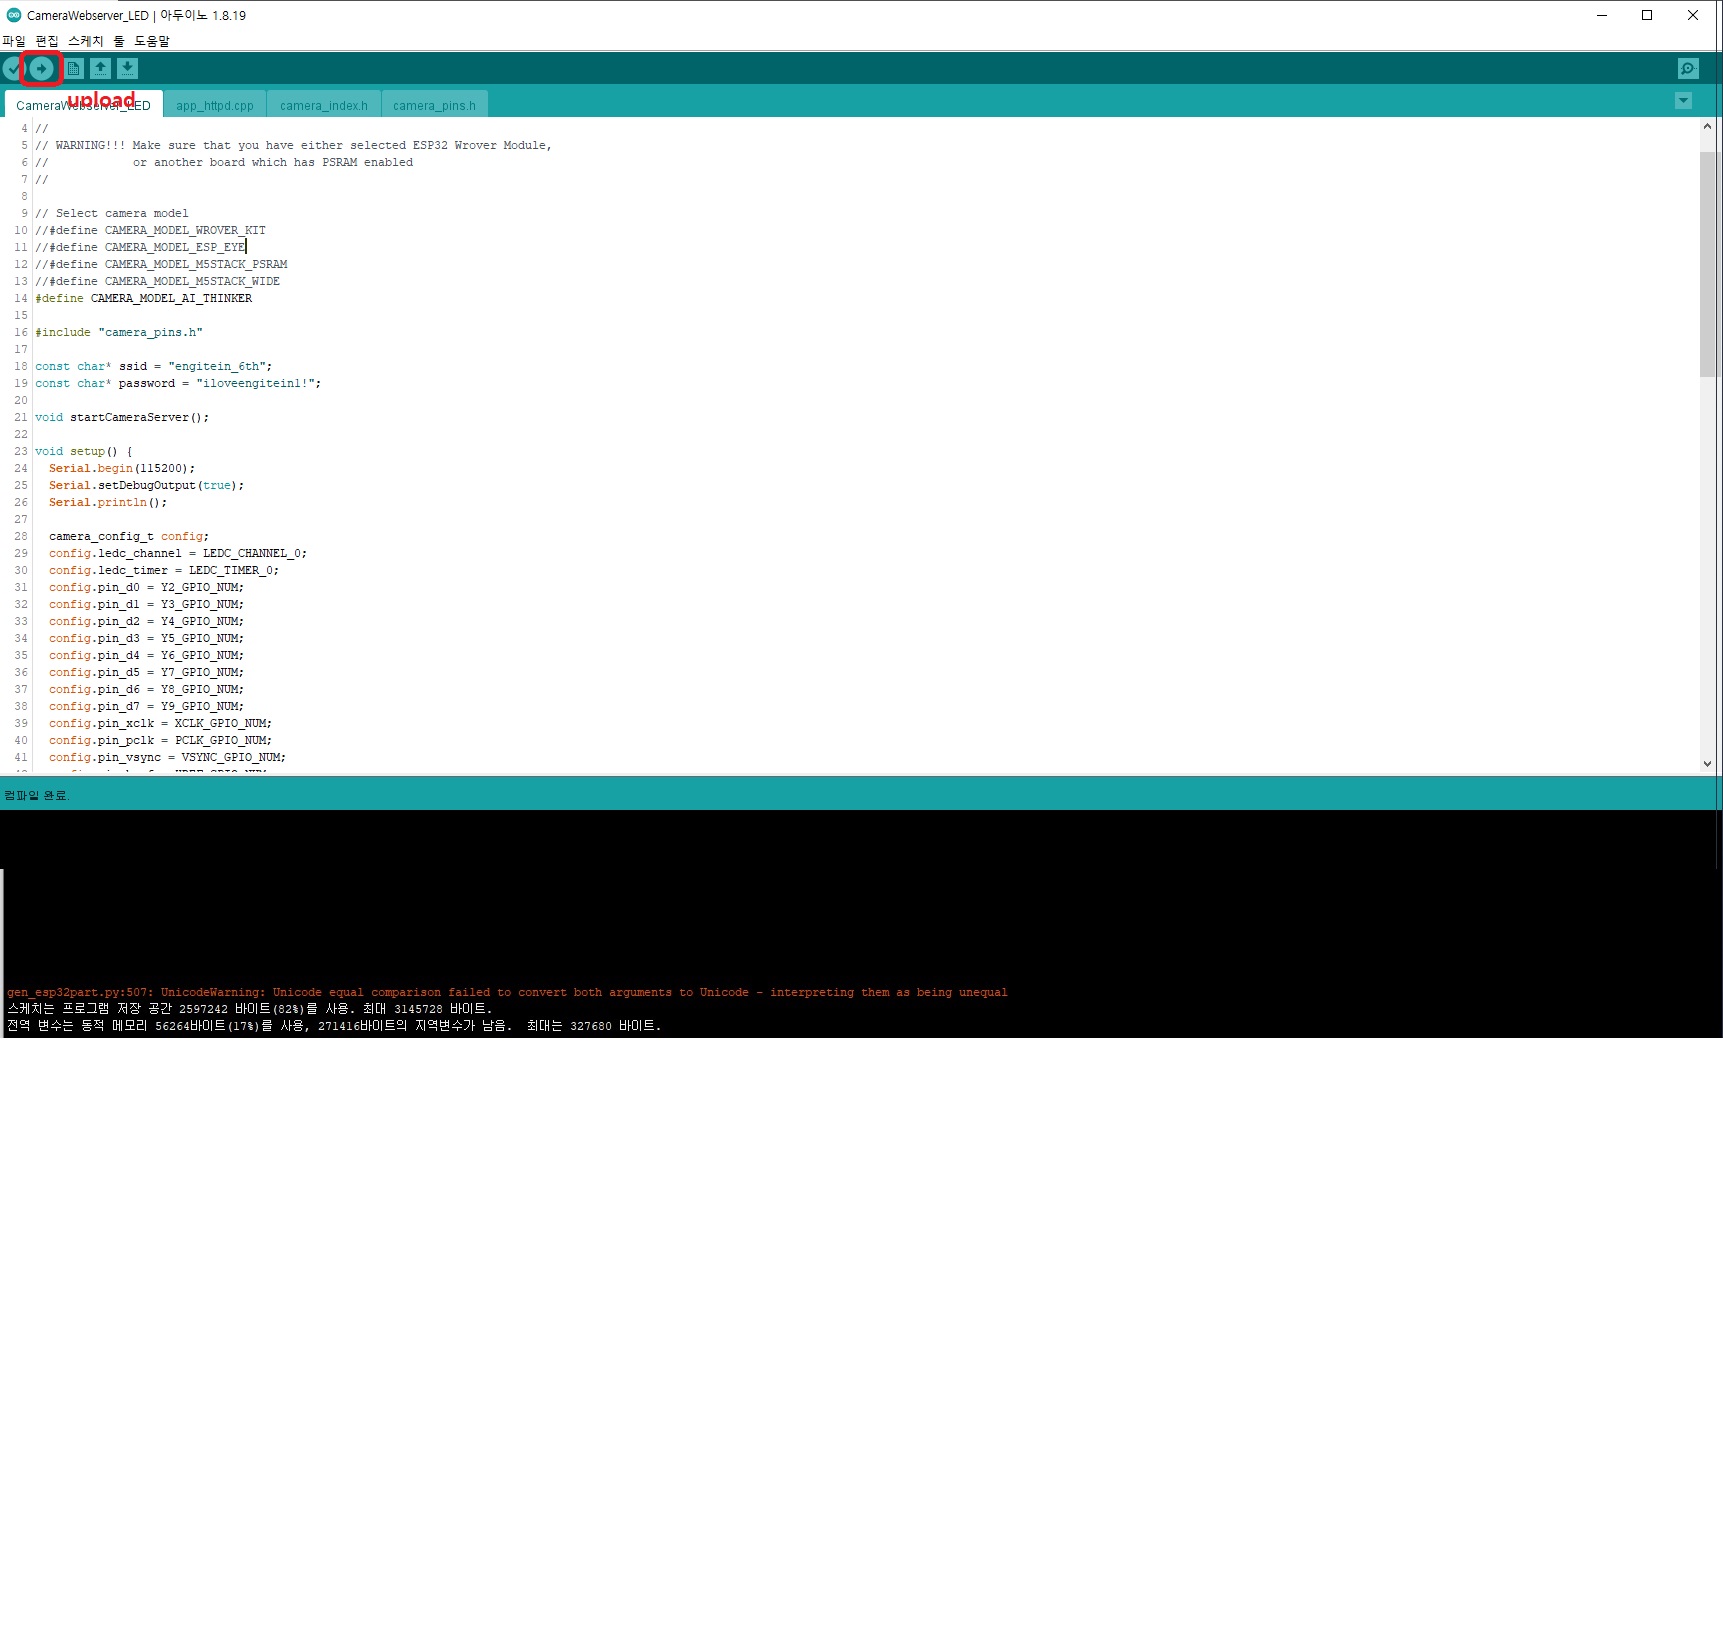 CameraWebserver_LED | 아두이노 1.8.19
파일 편집 스케치 툴 도움말
upload
CameraWebserver_LED app_httpd.cpp camera_index.h camera_pins.h
4 //
5 // WARNING!!! Make sure that you have either selected ESP32 Wrover Module,
6 // or another board which has PSRAM enabled
7 //
8
9 // Select camera model
10 //#define CAMERA_MODEL_WROVER_KIT
11 //#define CAMERA_MODEL_ESP_EYE
12 //#define CAMERA_MODEL_M5STACK_PSRAM
13 //#define CAMERA_MODEL_M5STACK_WIDE
14 #define CAMERA_MODEL_AI_THINKER
15
16 #include "camera_pins.h"
17
18 const char* ssid = "engitein_6th";
19 const char* password = "iloveengitein1!";
20
21 void startCameraServer();
22
23 void setup() {
24 Serial.begin(115200);
25 Serial.setDebugOutput(true);
26 Serial.println();
27
28 camera_config_t config;
29 config.ledc_channel = LEDC_CHANNEL_0;
30 config.ledc_timer = LEDC_TIMER_0;
31 config.pin_d0 = Y2_GPIO_NUM;
32 config.pin_d1 = Y3_GPIO_NUM;
33 config.pin_d2 = Y4_GPIO_NUM;
34 config.pin_d3 = Y5_GPIO_NUM;
35 config.pin_d4 = Y6_GPIO_NUM;
36 config.pin_d5 = Y7_GPIO_NUM;
37 config.pin_d6 = Y8_GPIO_NUM;
38 config.pin_d7 = Y9_GPIO_NUM;
39 config.pin_xclk = XCLK_GPIO_NUM;
40 config.pin_pclk = PCLK_GPIO_NUM;
41 config.pin_vsync = VSYNC_GPIO_NUM;
컴파일 완료.
gen_esp32part.py:507: UnicodeWarning: Unicode equal comparison failed to convert both arguments to Unicode - interpreting them as being unequal
스케치는 프로그램 저장 공간 2597242 바이트(82%)를 사용. 최대 3145728 바이트.
전역 변수는 동적 메모리 56264바이트(17%)를 사용, 271416바이트의 지역변수가 남음. 최대는 327680 바이트.